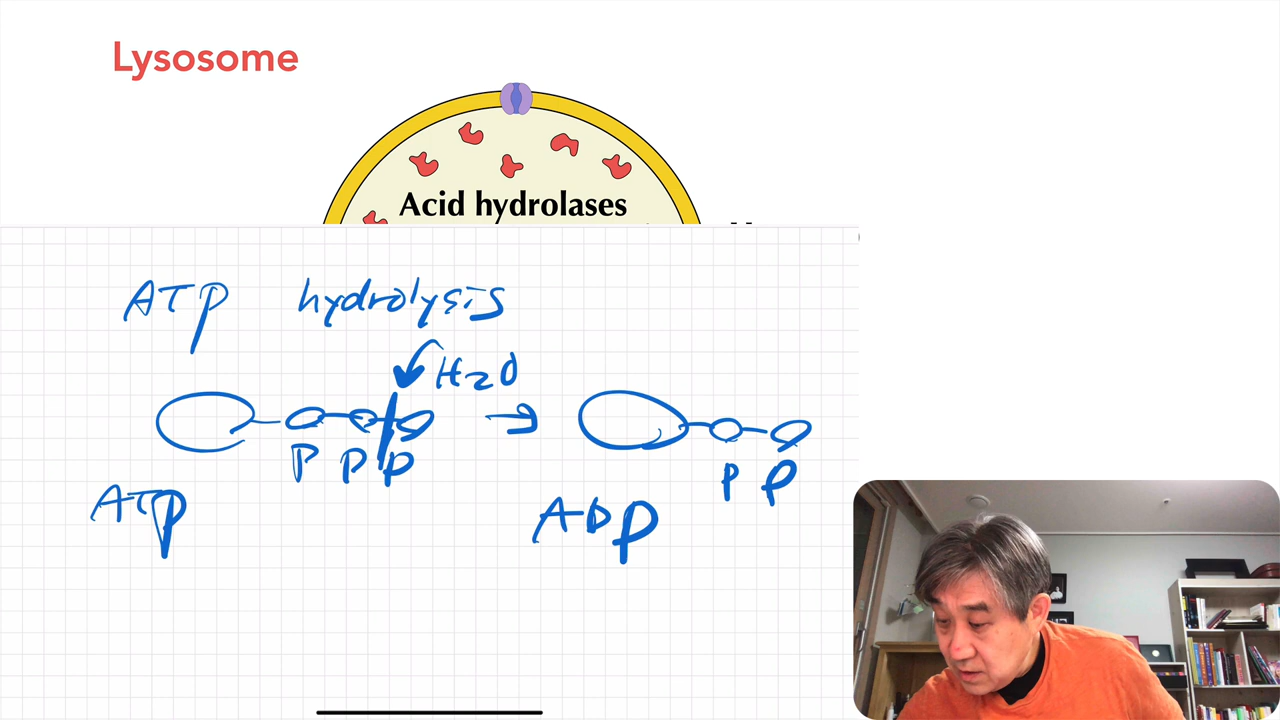 Lysosome
Acid hydrolases
ATP hydrolysis
H2O
P P P
P P
ATP
ADP